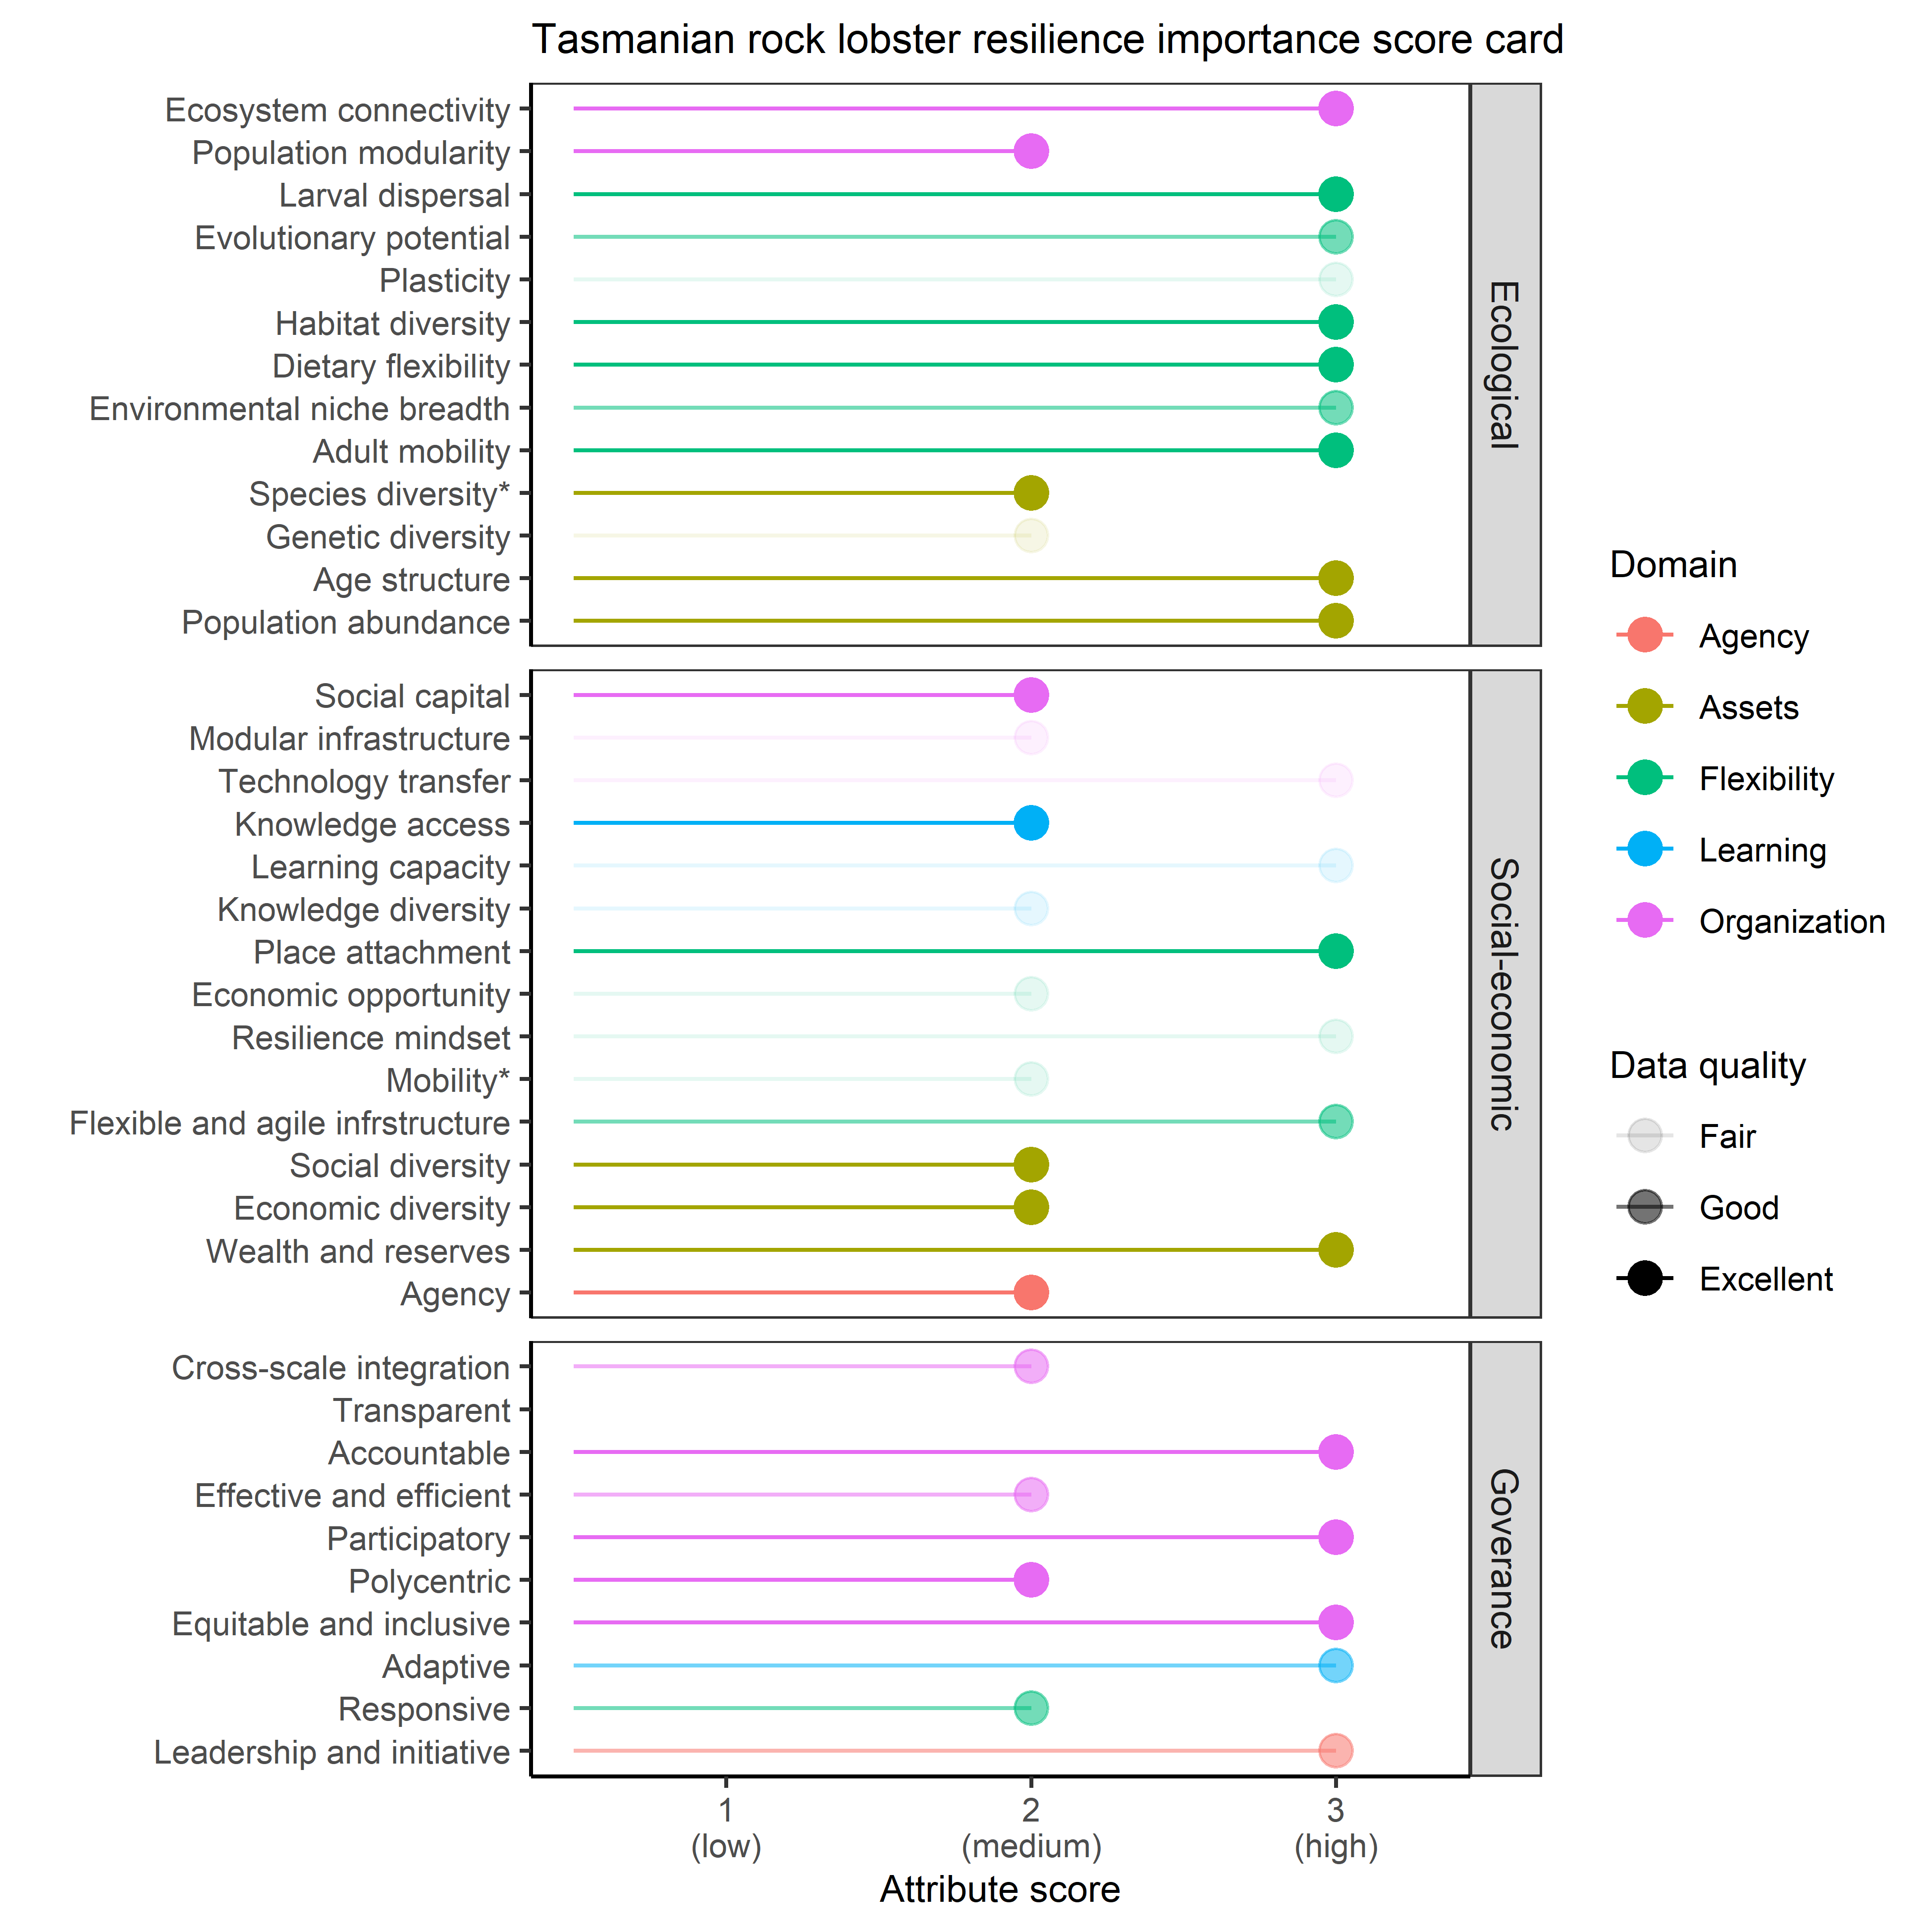 Tasmanian rock lobster resilience importance score card
Ecosystem connectivity
Population modularity
Larval dispersal
Evolutionary potential
Plasticity
Habitat diversity
Dietary flexibility
Environmental niche breadth
Adult mobility
Species diversity*
Genetic diversity
Age structure
Population abundance
Ecological
Social capital
Modular infrastructure
Technology transfer
Knowledge access
Learning capacity
Knowledge diversity
Place attachment
Economic opportunity
Resilience mindset
Mobility*
Flexible and agile infrstructure
Social diversity
Economic diversity
Wealth and reserves
Agency
Social-economic
Cross-scale integration
Transparent
Accountable
Effective and efficient
Participatory
Polycentric
Equitable and inclusive
Adaptive
Responsive
Leadership and initiative
Goverance
1
(low)
2
(medium)
3
(high)
Attribute score
Domain
Agency
Assets
Flexibility
Learning
Organization
Data quality
Fair
Good
Excellent